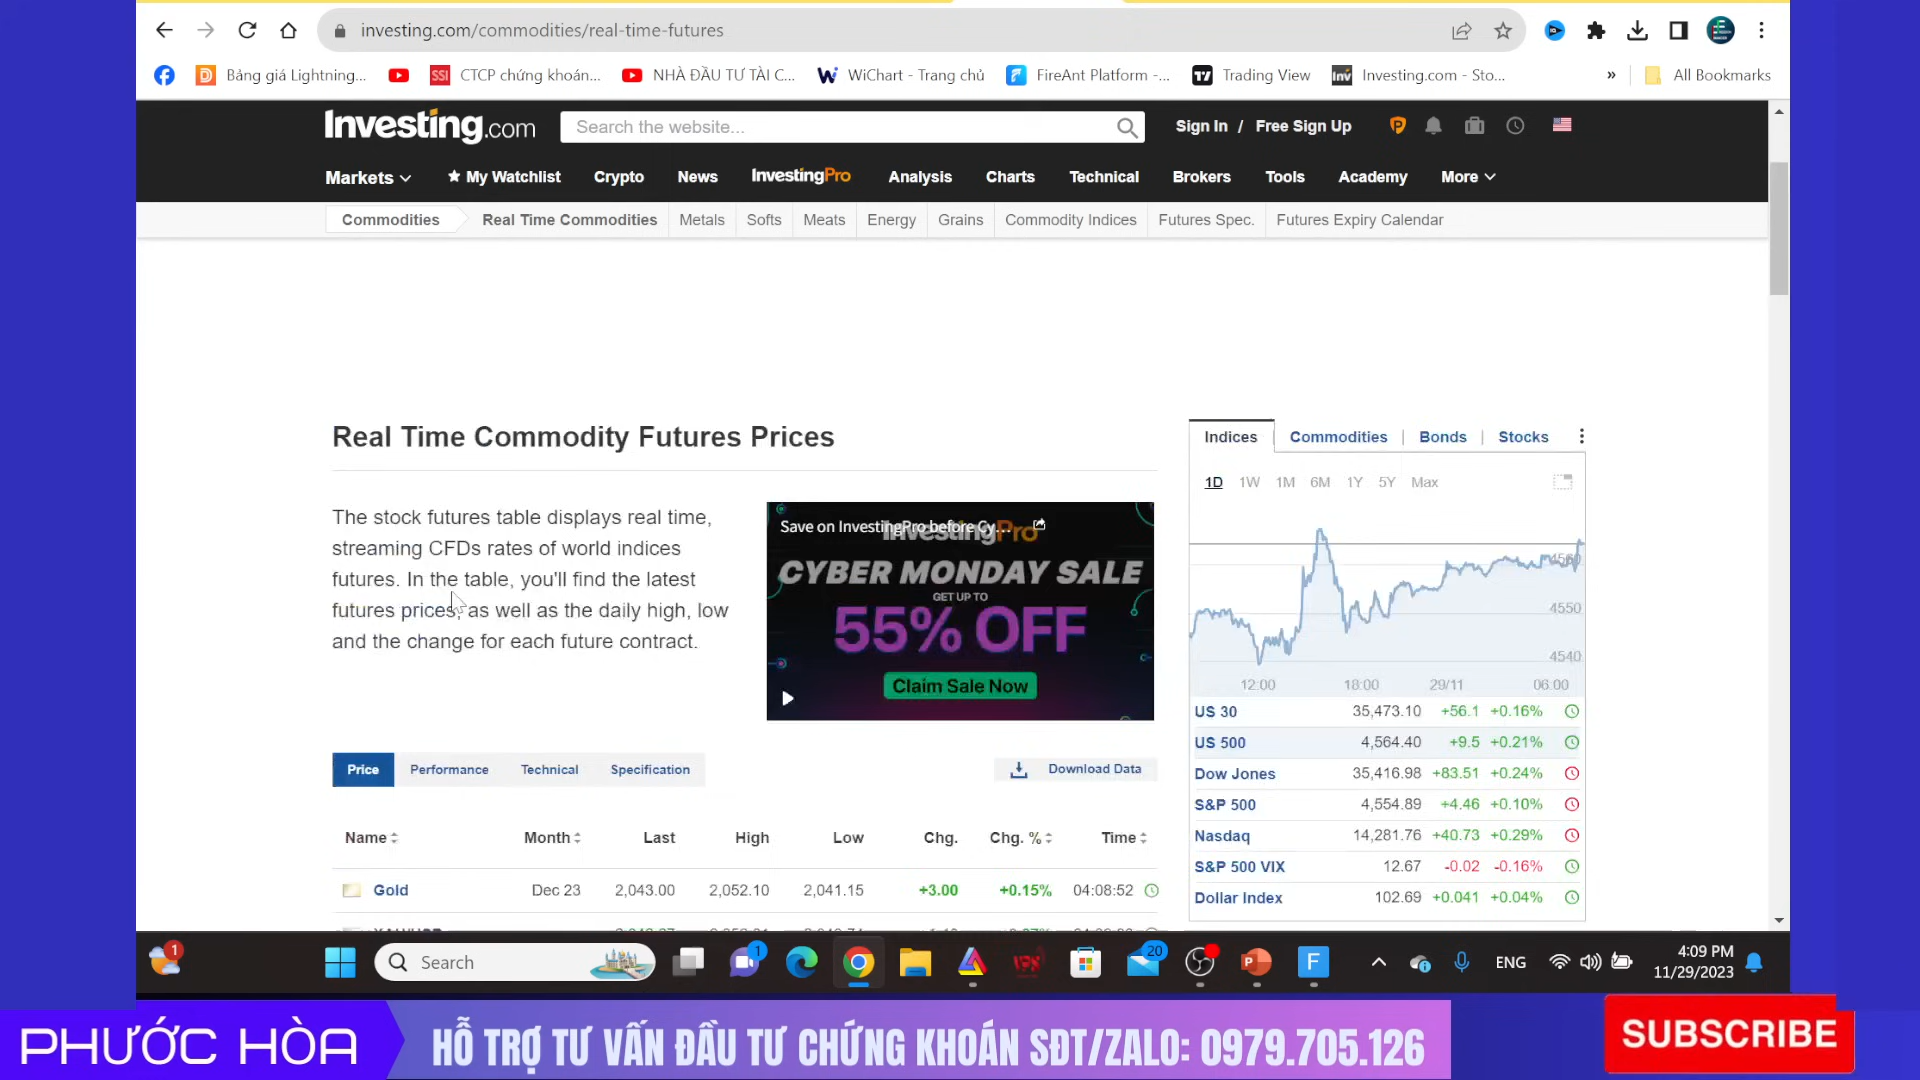 investing.com/commodities/real-time-futures
Bảng giá Lightning...
SSI CTCP chứng khoán...
NHÀ ĐẦU TƯ TÀI C...
WiChart - Trang chủ
FireAnt Platform -...
Trading View
Inv Investing.com - Sto...
»
All Bookmarks
Investing.com
Search the website...
Sign In / Free Sign Up
Markets
My Watchlist
Crypto
News
InvestingPro
Analysis
Charts
Technical
Brokers
Tools
Academy
More
Commodities
Real Time Commodities
Metals
Softs
Meats
Energy
Grains
Commodity Indices
Futures Spec.
Futures Expiry Calendar
Real Time Commodity Futures Prices
The stock futures table displays real time,
streaming CFDs rates of world indices
futures. In the table, you'll find the latest
futures prices, as well as the daily high, low
and the change for each future contract.
Save on InvestingPro before Cy...
InvestingPro
CYBER MONDAY SALE
GET UP TO
55% OFF
Claim Sale Now
Indices
Commodities
Bonds
Stocks
1D 1W 1M 6M 1Y 5Y Max
4560
4550
4540
12:00 18:00 29/11 06:00
US 30 35,473.10 +56.1 +0.16%
US 500 4,564.40 +9.5 +0.21%
Dow Jones 35,416.98 +83.51 +0.24%
S&P 500 4,554.89 +4.46 +0.10%
Nasdaq 14,281.76 +40.73 +0.29%
S&P 500 VIX 12.67 -0.02 -0.16%
Dollar Index 102.69 +0.041 +0.04%
Price Performance Technical Specification
Download Data
Name Month Last High Low Chg. Chg. % Time
Gold Dec 23 2,043.00 2,052.10 2,041.15 +3.00 +0.15% 04:08:52
1
Search
1
20
F
ENG
4:09 PM
11/29/2023
PHƯỚC HÒA
HỖ TRỢ TƯ VẤN ĐẦU TƯ CHỨNG KHOÁN SĐT/ZALO: 0979.705.126
SUBSCRIBE